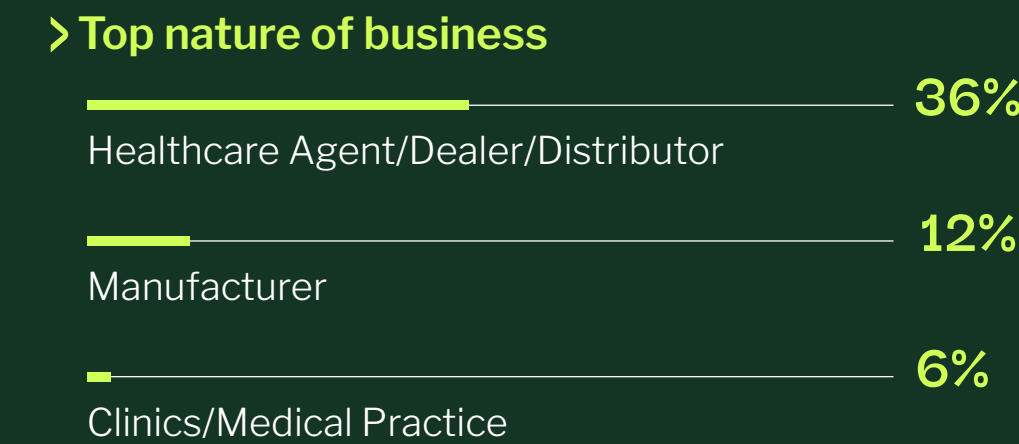 > Top nature of business
36%
Healthcare Agent/Dealer/Distributor
12%
Manufacturer
6%
Clinics/Medical Practice